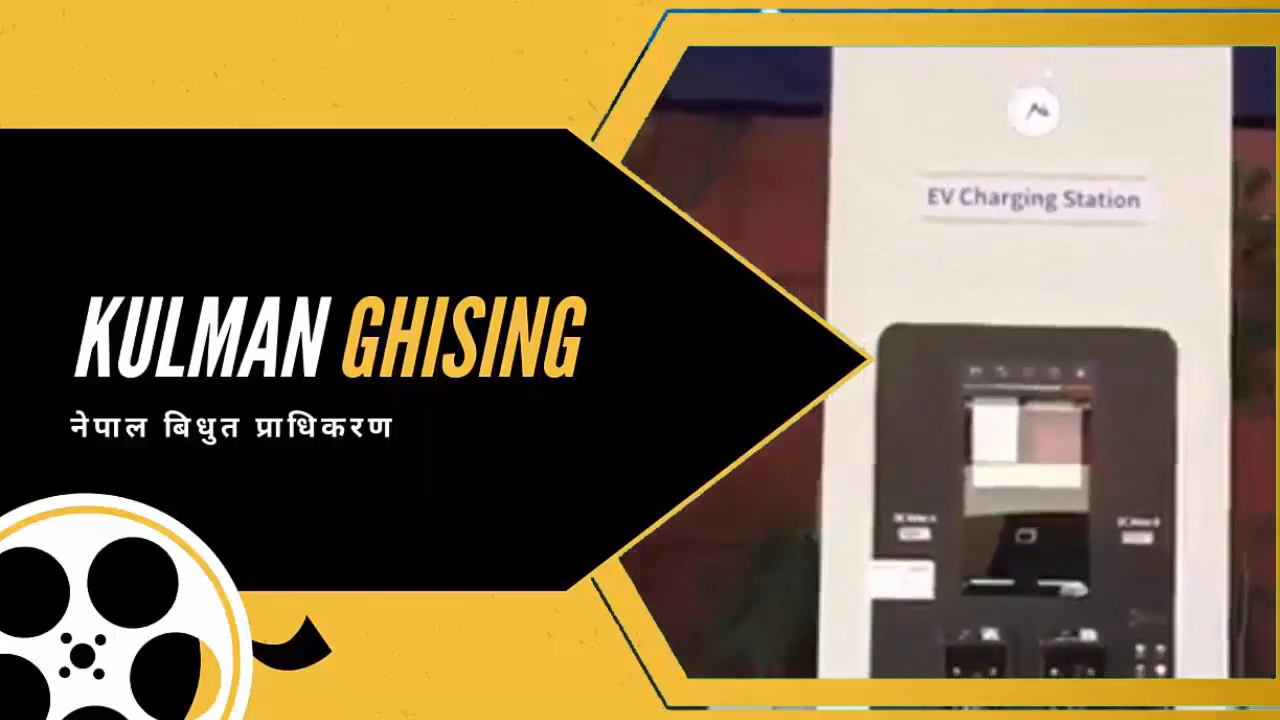 KULMAN GHISING
नेपाल बिधुत प्राधिकरण
EV Charging Station